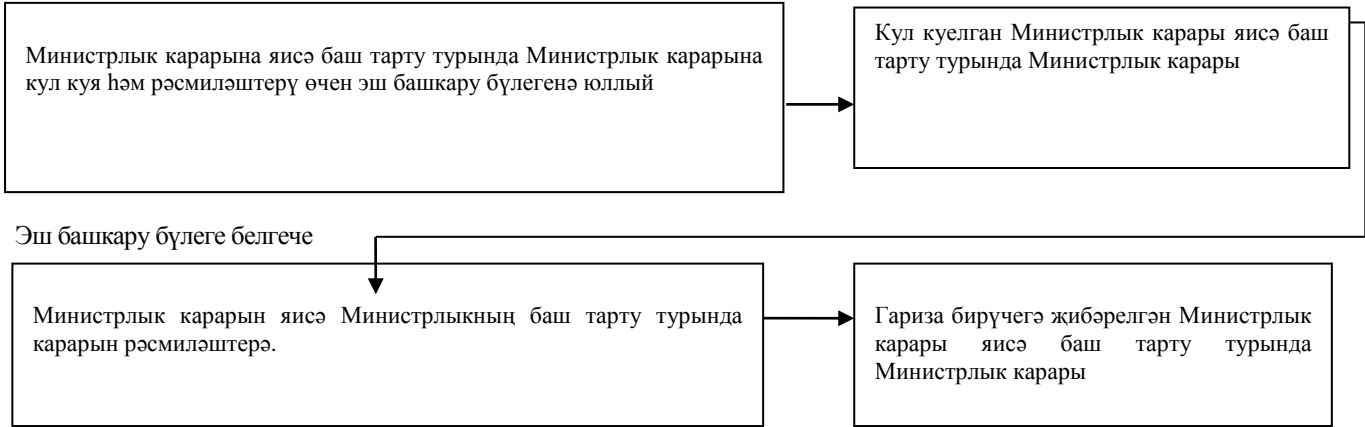 Министрлык карарына яисә баш тарту турында Министрлык карарына
кул куя һәм рәсмиләштерү өчен эш башкару бүлегенә юллый
Кул куелган Министрлык карары яисә баш
тарту турында Министрлык карары
Эш башкару бүлеге белгече
Министрлык карарын яисә Министрлыкның баш тарту турында
карарын рәсмиләштерә.
Гариза бирүчегә җибәрелгән Министрлык
карары яисә баш тарту турында
Министрлык карары